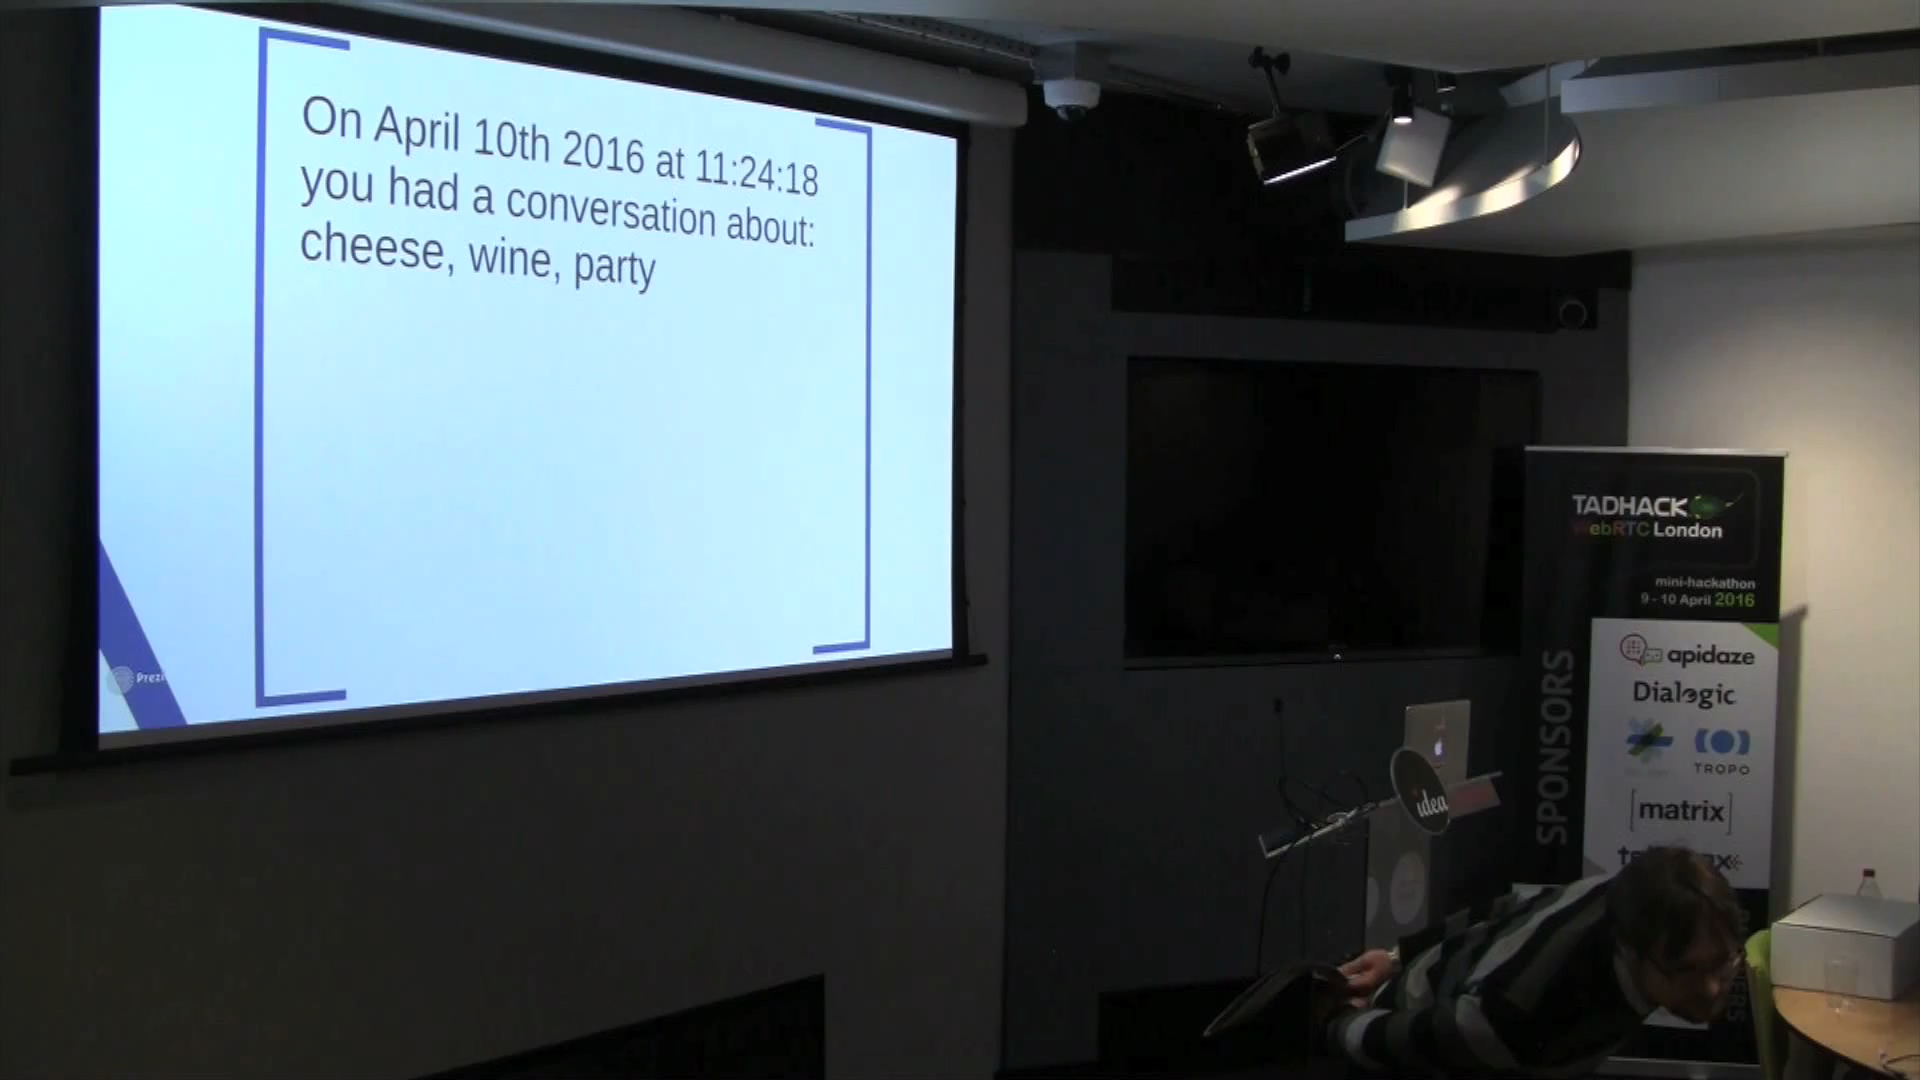 On April 10th 2016 at 11:24:18
you had a conversation about:
cheese, wine, party
Prezi
TADHACK
WebRTC London
mini-hackathon
9 - 10 April 2016
SPONSORS
apidaze
Dialogic
TROPO
[matrix]
idea